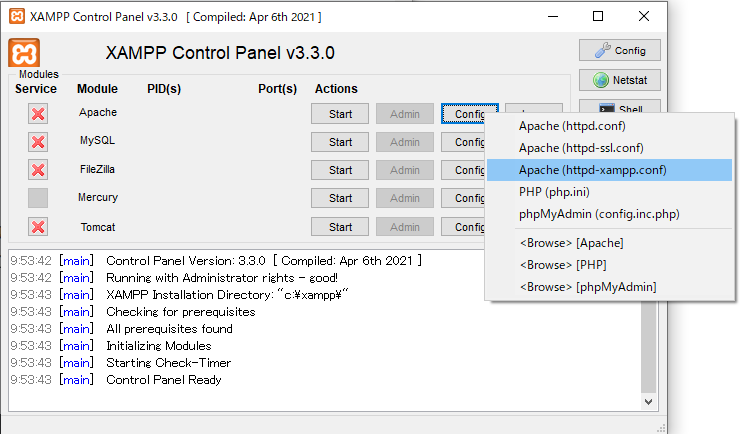 XAMPP Control Panel v3.3.0 [ Compiled: Apr 6th 2021 ]
XAMPP Control Panel v3.3.0
Config
Modules
Service Module PID(s) Port(s) Actions
Netstat
Apache Start Admin Config
Shell
MySQL Start Admin Config
FileZilla Start Admin Config
Mercury Start Admin Config
Tomcat Start Admin Config
Apache (httpd.conf)
Apache (httpd-ssl.conf)
Apache (httpd-xampp.conf)
PHP (php.ini)
phpMyAdmin (config.inc.php)
<Browse> [Apache]
<Browse> [PHP]
<Browse> [phpMyAdmin]
9:53:42 [main] Control Panel Version: 3.3.0 [ Compiled: Apr 6th 2021 ]
9:53:42 [main] Running with Administrator rights - good!
9:53:43 [main] XAMPP Installation Directory: "c:¥xampp¥"
9:53:43 [main] Checking for prerequisites
9:53:43 [main] All prerequisites found
9:53:43 [main] Initializing Modules
9:53:43 [main] Starting Check-Timer
9:53:43 [main] Control Panel Ready